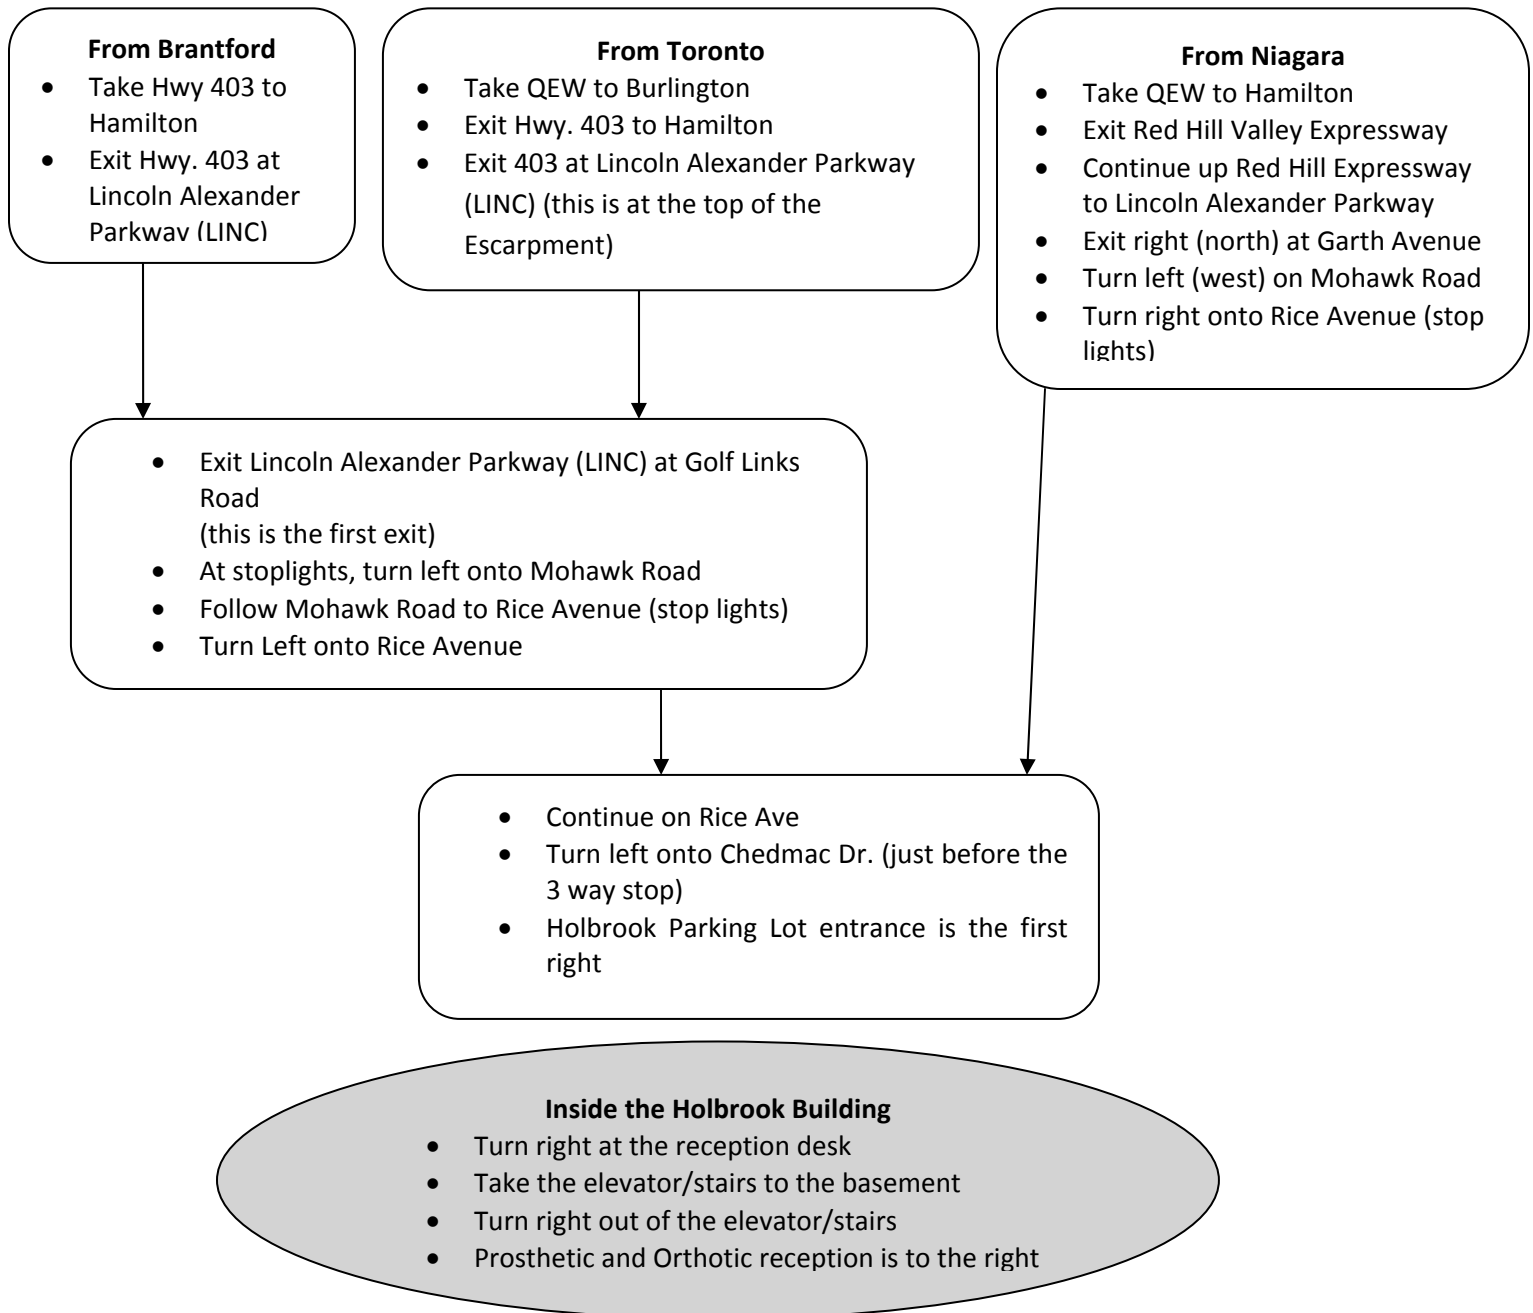 From Brantford
• Take Hwy 403 to
Hamilton
• Exit Hwy. 403 at
Lincoln Alexander
Parkway (LINC)
From Toronto
• Take QEW to Burlington
• Exit Hwy. 403 to Hamilton
• Exit 403 at Lincoln Alexander Parkway
(LINC) (this is at the top of the
Escarpment)
From Niagara
• Take QEW to Hamilton
• Exit Red Hill Valley Expressway
• Continue up Red Hill Expressway
to Lincoln Alexander Parkway
• Exit right (north) at Garth Avenue
• Turn left (west) on Mohawk Road
• Turn right onto Rice Avenue (stop
lights)
• Exit Lincoln Alexander Parkway (LINC) at Golf Links
Road
(this is the first exit)
• At stoplights, turn left onto Mohawk Road
• Follow Mohawk Road to Rice Avenue (stop lights)
• Turn Left onto Rice Avenue
• Continue on Rice Ave
• Turn left onto Chedmac Dr. (just before the
3 way stop)
• Holbrook Parking Lot entrance is the first
right
Inside the Holbrook Building
• Turn right at the reception desk
• Take the elevator/stairs to the basement
• Turn right out of the elevator/stairs
• Prosthetic and Orthotic reception is to the right